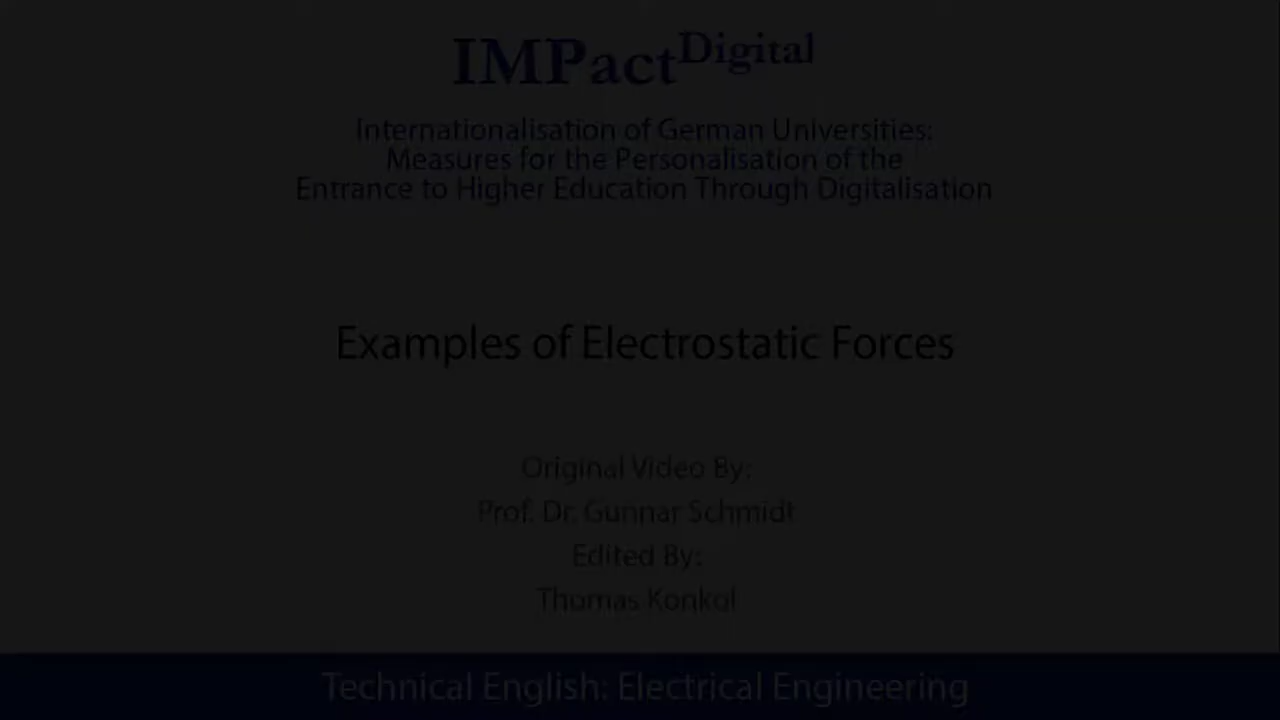 IMPactDigital
Internationalisation of German Universities:
Measures for the Personalisation of the
Entrance to Higher Education Through Digitalisation
Examples of Electrostatic Forces
Original Video By:
Prof. Dr. Gunnar Schmidt
Edited By:
Thomas Konkol
Technical English: Electrical Engineering